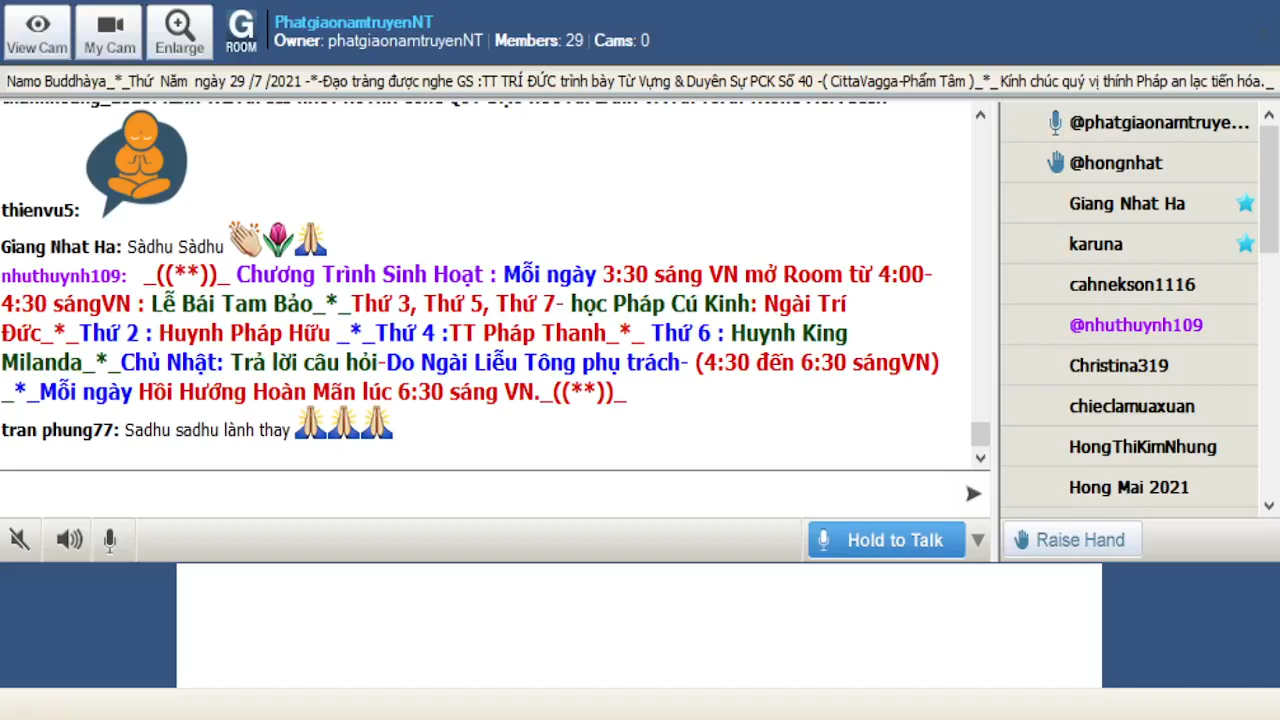 View Cam
My Cam
Enlarge
G
ROOM
PhatgiaonamtruyenNT
Owner: phatgiaonamtruyenNT | Members: 29 | Cams: 0
Namo Buddhàya_*_Thứ Năm ngày 29 /7 /2021 -*-Đạo tràng được nghe GS :TT TRÍ ĐỨC trình bày Từ Vựng & Duyên Sự PCK Số 40 -( CittaVagga-Phẩm Tâm )_*_Kính chúc quý vị thính Pháp an lạc tiến hóa._
thienvu5:
Giang Nhat Ha: Sàdhu Sàdhu
nhuthuynh109: _((**))_ Chương Trình Sinh Hoạt : Mỗi ngày 3:30 sáng VN mở Room từ 4:00-
4:30 sángVN : Lễ Bái Tam Bảo_*_Thứ 3, Thứ 5, Thứ 7- học Pháp Cú Kinh: Ngài Trí
Đức_*_Thứ 2 : Huynh Pháp Hữu _*_Thứ 4 :TT Pháp Thanh_*_ Thứ 6 : Huynh King
Milanda_*_Chủ Nhật: Trả lời câu hỏi-Do Ngài Liễu Tông phụ trách- (4:30 đến 6:30 sángVN)
_*_Mỗi ngày Hồi Hướng Hoàn Mãn lúc 6:30 sáng VN._((**))_
tran phung77: Sadhu sadhu lành thay
@phatgiaonamtruye...
@hongnhat
Giang Nhat Ha
karuna
cahnekson1116
@nhuthuynh109
Christina319
chieclamuaxuan
HongThiKimNhung
Hong Mai 2021
Hold to Talk
Raise Hand